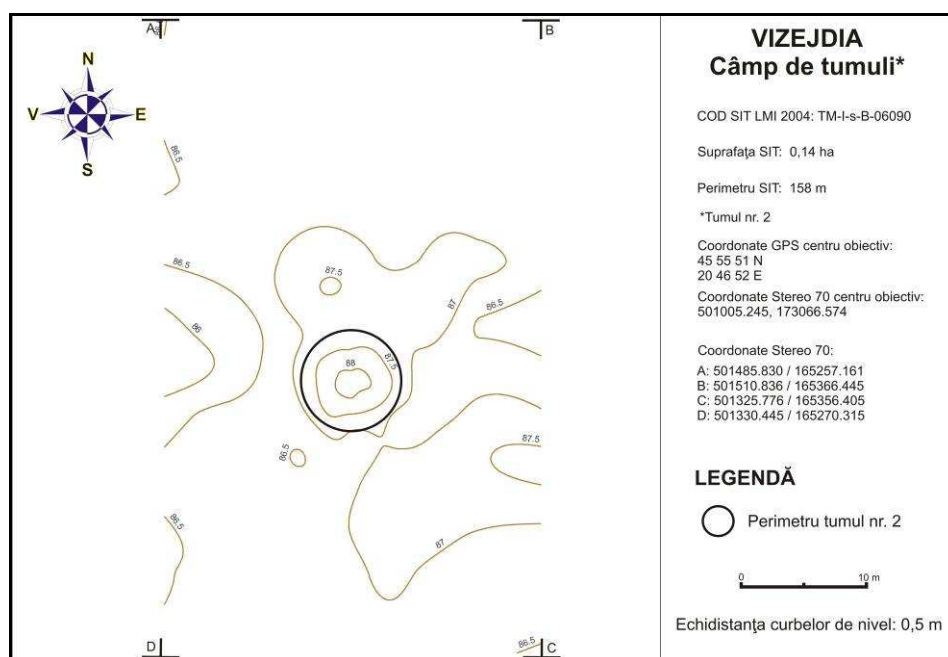 A
B
N
V
E
S
86.5
86.5
86
87.5
87
86.5
87.5
88
86.5
87.5
86.5
87
86.5
D
C
VIZEJDIA
Câmp de tumuli*
COD SIT LMI 2004: TM-I-s-B-06090
Suprafaţa SIT: 0,14 ha
Perimetru SIT: 158 m
*Tumul nr. 2
Coordonate GPS centru obiectiv:
45 55 51 N
20 46 52 E
Coordonate Stereo 70 centru obiectiv:
501005.245, 173066.574
Coordonate Stereo 70:
A: 501485.830 / 165257.161
B: 501510.836 / 165366.445
C: 501325.776 / 165356.405
D: 501330.445 / 165270.315
LEGENDĂ
Perimetru tumul nr. 2
0 10 m
Echidistanţa curbelor de nivel: 0,5 m